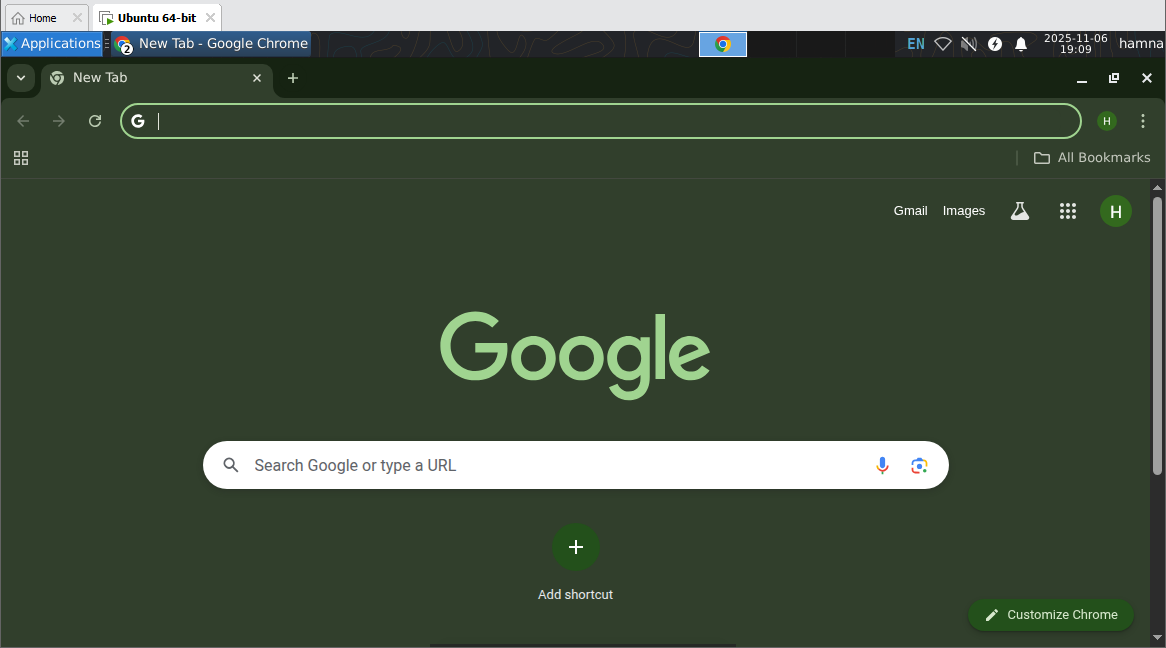 Home
Ubuntu 64-bit
Applications
2
New Tab - Google Chrome
EN
2025-11-06
19:09
hamna
New Tab
G
H
All Bookmarks
Gmail
Images
H
Google
Search Google or type a URL
Add shortcut
Customize Chrome